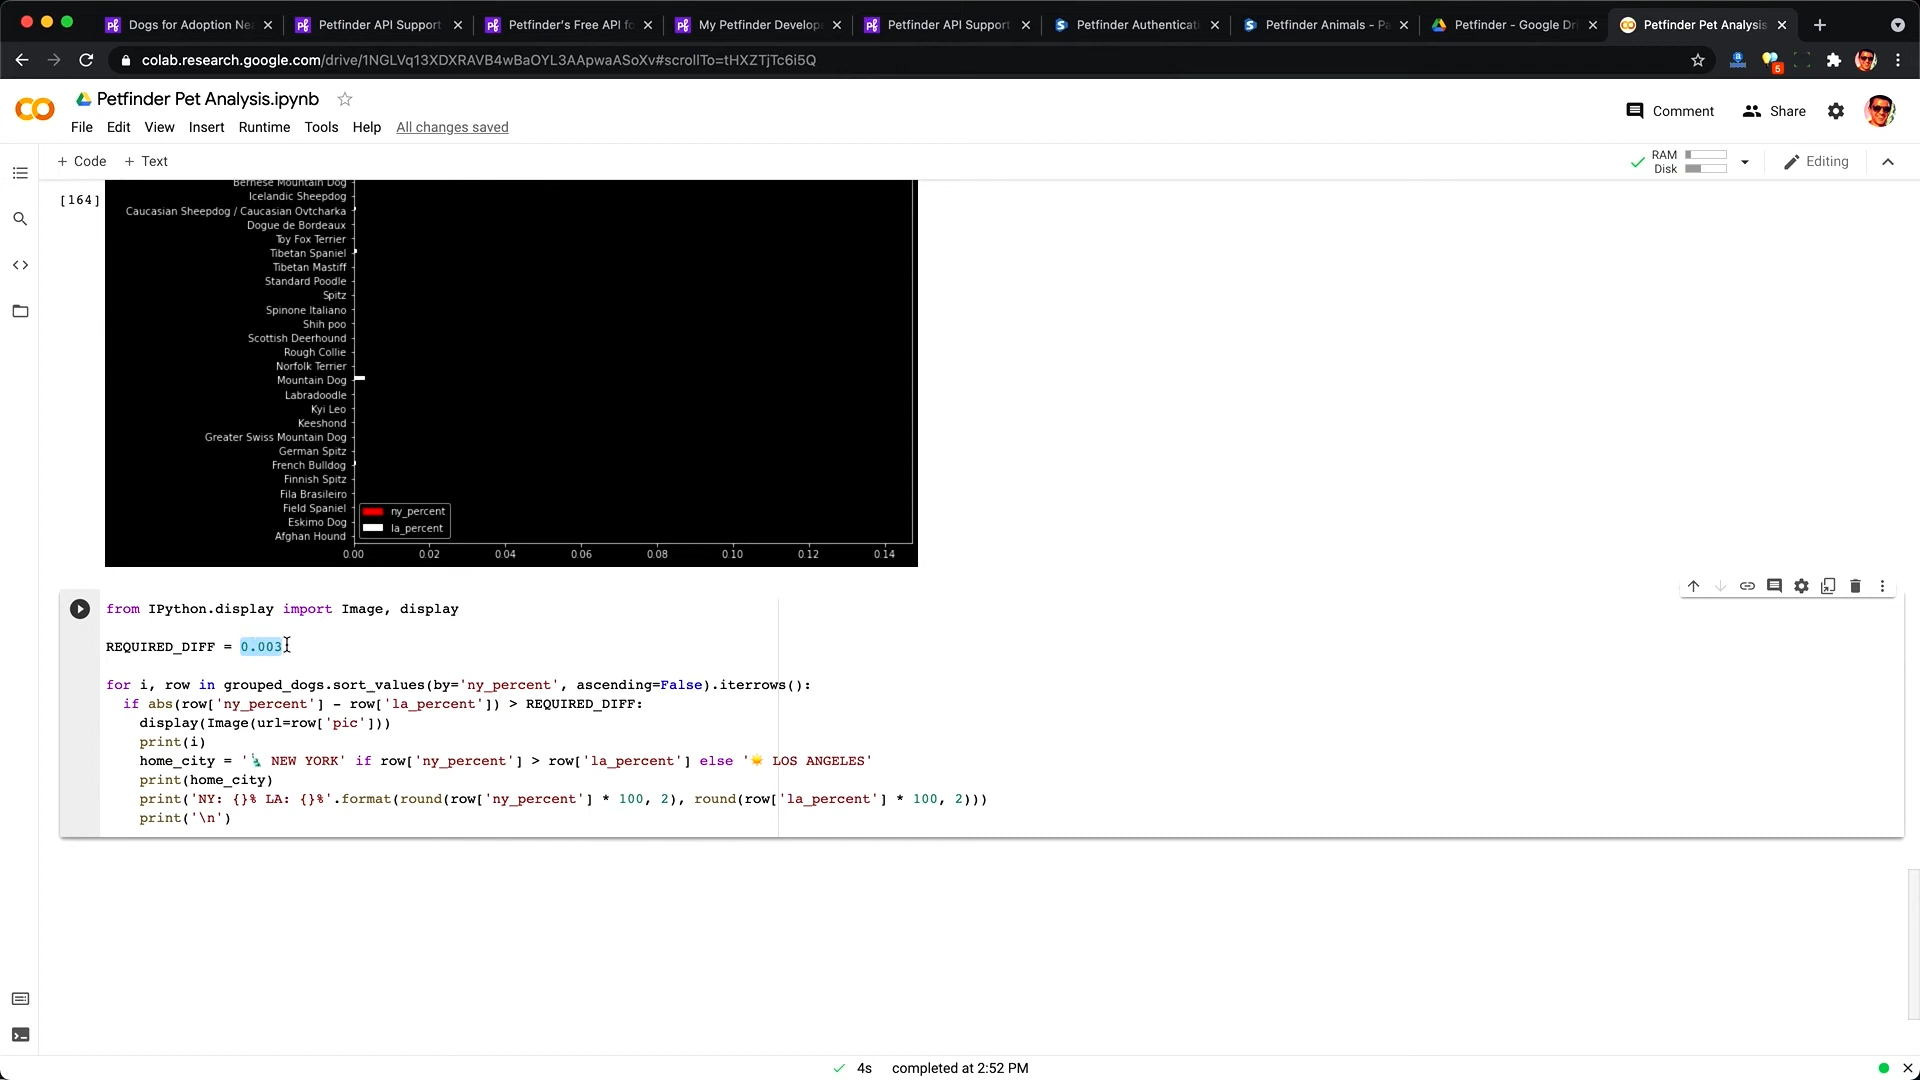 Dogs for Adoption Ne
Petfinder API Support
Petfinder's Free API fo
My Petfinder Develope
Petfinder API Support
Petfinder Authenticati
Petfinder Animals - Pa
Petfinder - Google Dri
Petfinder Pet Analysis
colab.research.google.com/drive/1NGLVq13XDXRAVB4wBaOYL3AApwaASoXv#scrollTo=tHXZTjTc6i5Q
5
Petfinder Pet Analysis.ipynb
Comment
Share
File Edit View Insert Runtime Tools Help All changes saved
+ Code + Text
RAM
Disk
Editing
[164]
Bernese Mountain Dog
Icelandic Sheepdog
Caucasian Sheepdog / Caucasian Ovtcharka
Dogue de Bordeaux
Toy Fox Terrier
Tibetan Spaniel
Tibetan Mastiff
Standard Poodle
Spitz
Spinone Italiano
Shih poo
Scottish Deerhound
Rough Collie
Norfolk Terrier
Mountain Dog
Labradoodle
Kyi Leo
Keeshond
Greater Swiss Mountain Dog
German Spitz
French Bulldog
Finnish Spitz
Fila Brasileiro
Field Spaniel
Eskimo Dog
Afghan Hound
ny_percent
la_percent
0.00 0.02 0.04 0.06 0.08 0.10 0.12 0.14
from IPython.display import Image, display
REQUIRED_DIFF = 0.003
for i, row in grouped_dogs.sort_values(by='ny_percent', ascending=False).iterrows():
if abs(row['ny_percent'] - row['la_percent']) > REQUIRED_DIFF:
display(Image(url=row['pic']))
print(i)
home_city = '🗽 NEW YORK' if row['ny_percent'] > row['la_percent'] else '☀️ LOS ANGELES'
print(home_city)
print('NY: {}% LA: {}%'.format(round(row['ny_percent'] * 100, 2), round(row['la_percent'] * 100, 2)))
print('\n')
4s completed at 2:52 PM